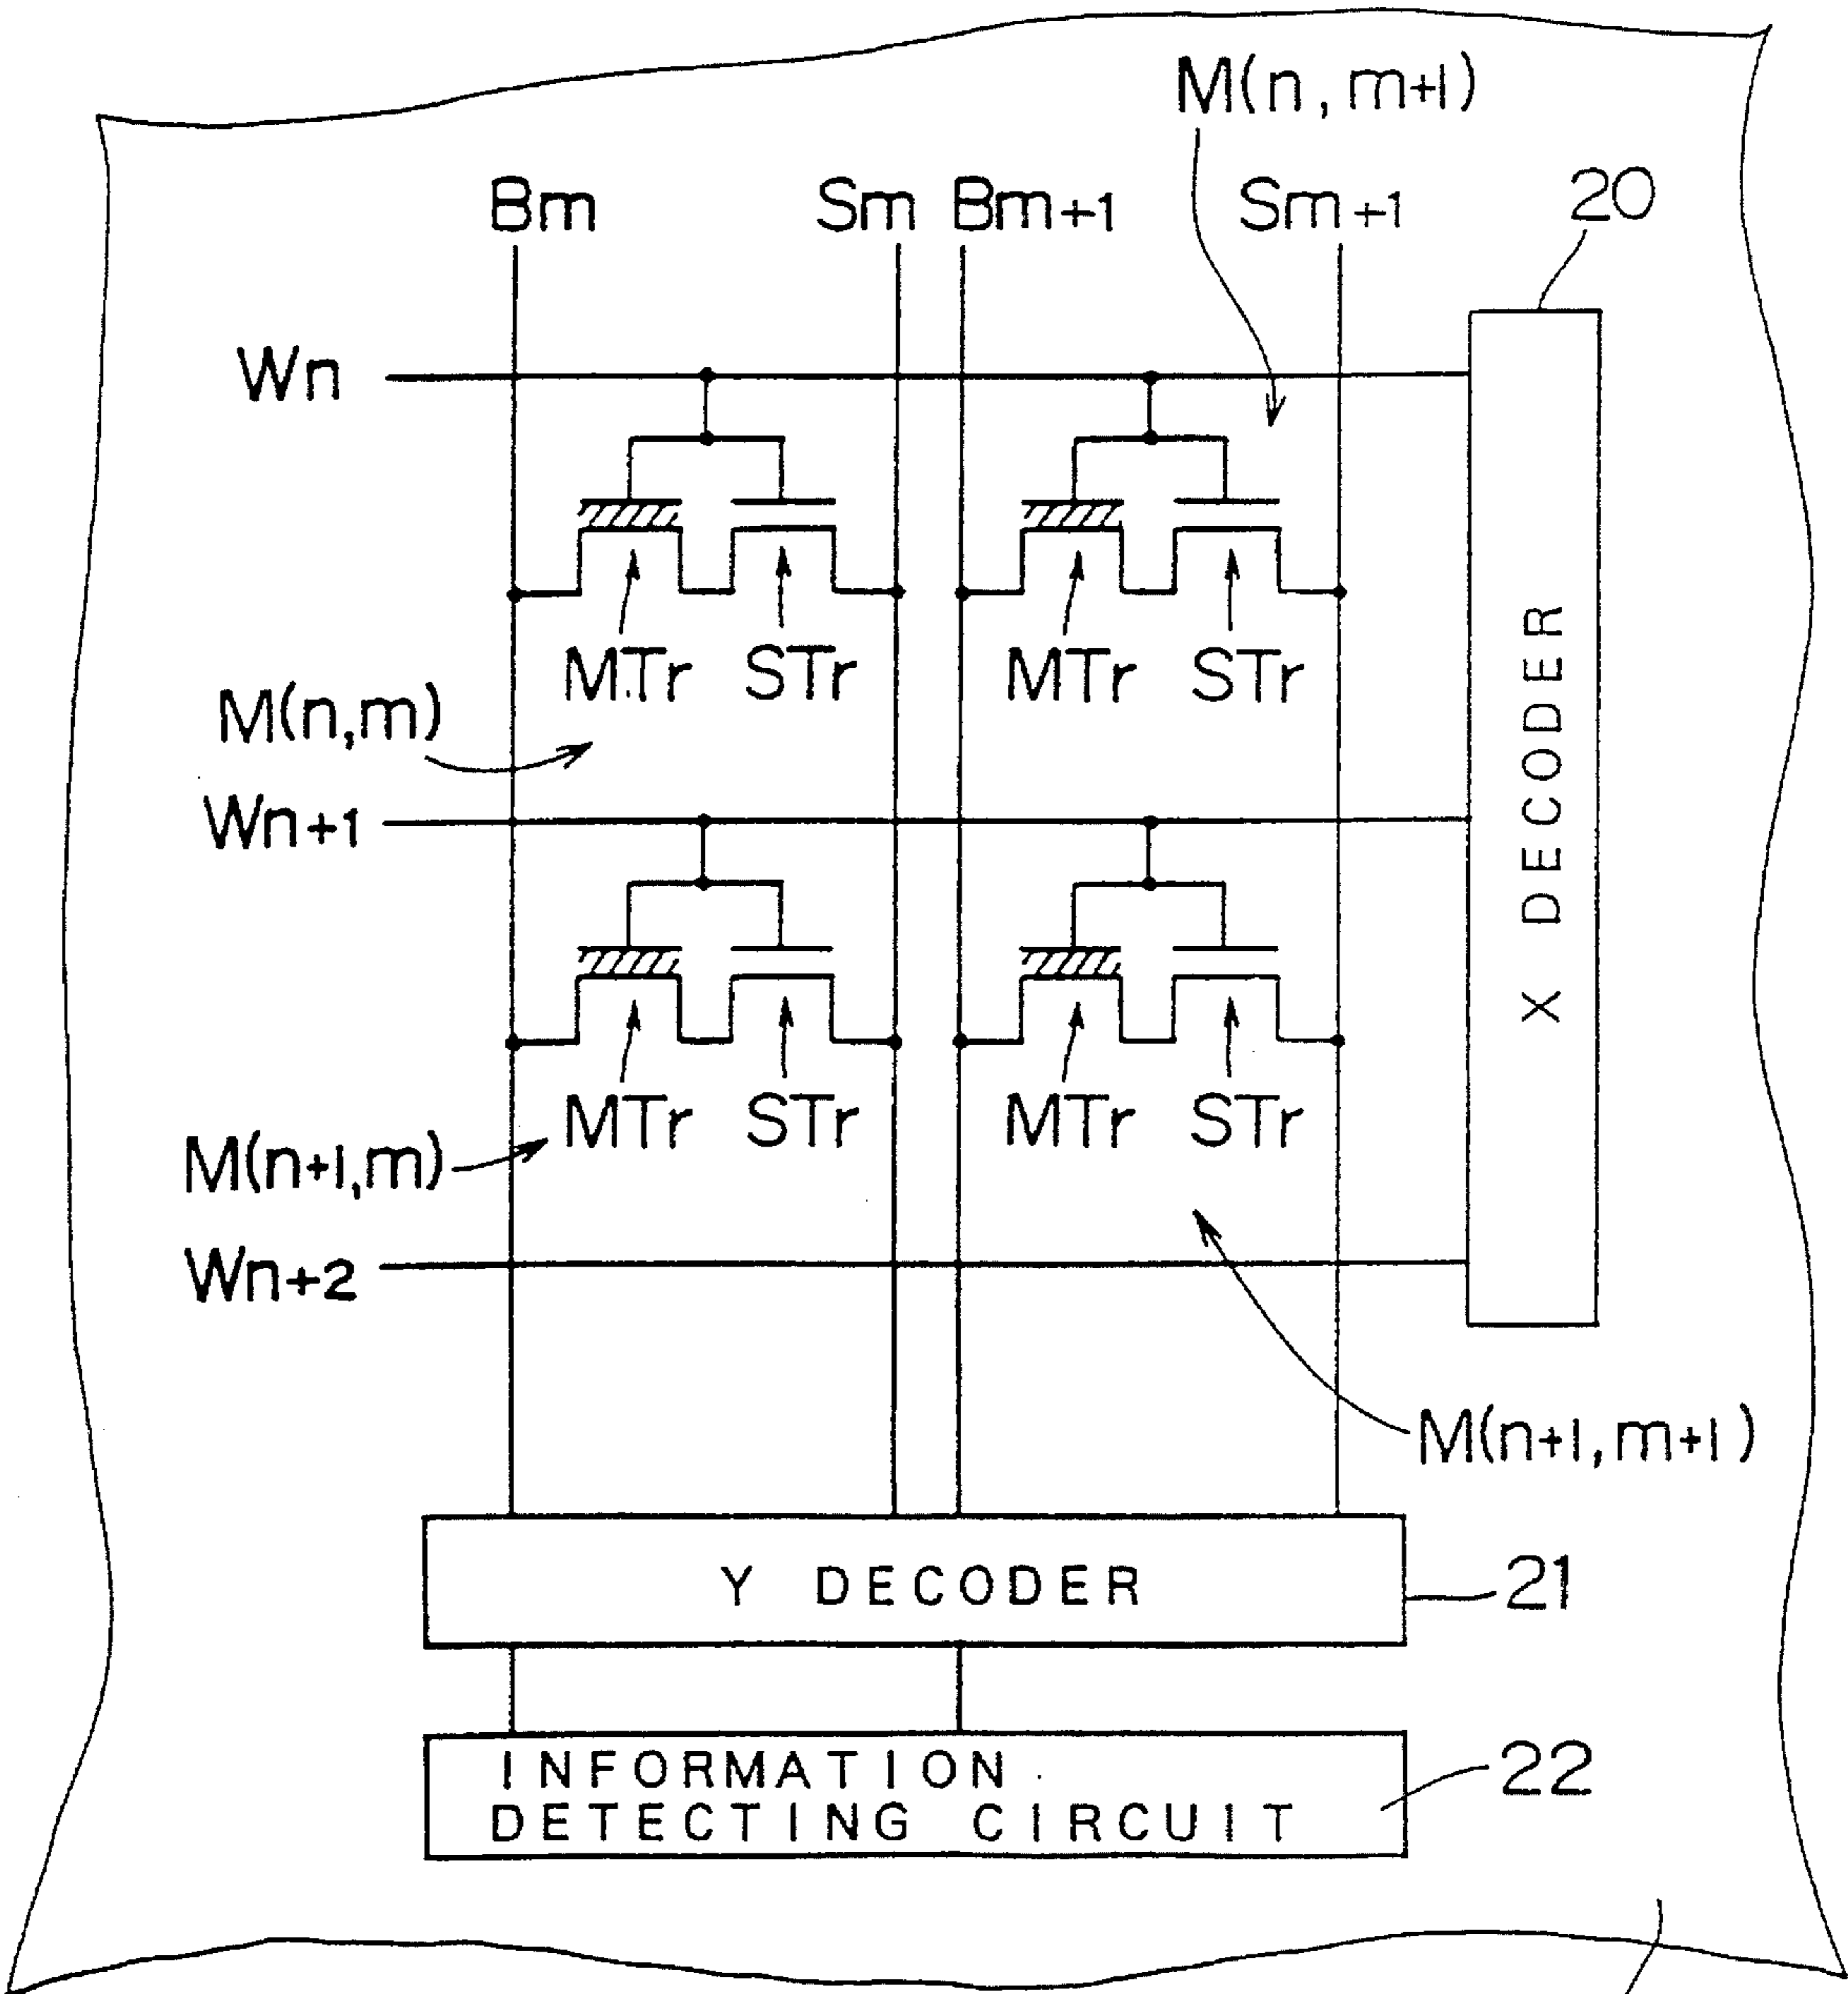 M(n, m+1)
Bm Sm Bm+1 Sm+1 20
Wn
MTr STr MTr STr
M(n,m)
Wn+1
X DECODER
MTr STr MTr STr
M(n+1,m)
Wn+2
M(n+1, m+1)
Y DECODER 21
INFORMATION
DETECTING CIRCUIT 22